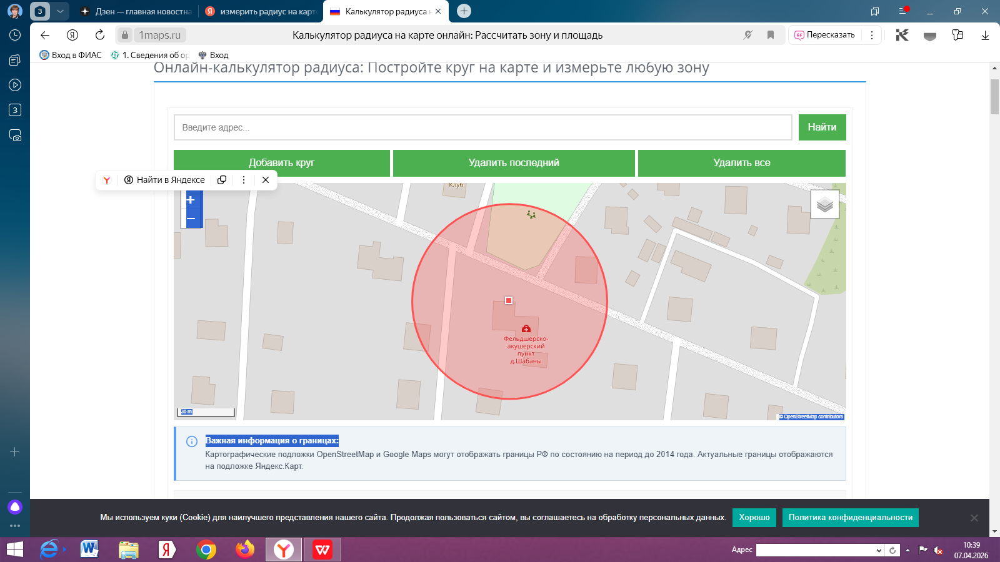 3
Дзен — главная новостна
измерить радиус на карт
Калькулятор радиуса н
1maps.ru
Калькулятор радиуса на карте онлайн: Рассчитать зону и площадь
Пересказать
Вход в ФИАС
1. Сведения об ор
Вход
3
Онлайн-калькулятор радиуса: Постройте круг на карте и измерьте любую зону
Введите адрес...
Найти
Добавить круг
Удалить последний
Удалить все
Найти в Яндексе
Клуб
+
−
Фельдшерско-
акушерский
пункт
д.Шабаны
30 m
© OpenStreetMap contributors
Важная информация о границах:
Картографические подложки OpenStreetMap и Google Maps могут отображать границы РФ по состоянию на период до 2014 года. Актуальные границы отображаются
на подложке Яндекс.Карт.
Мы используем куки (Cookie) для наилучшего представления нашего сайта. Продолжая пользоваться сайтом, вы соглашаетесь на обработку персональных данных.
Хорошо
Политика конфиденциальности
Адрес
10:39
07.04.2026